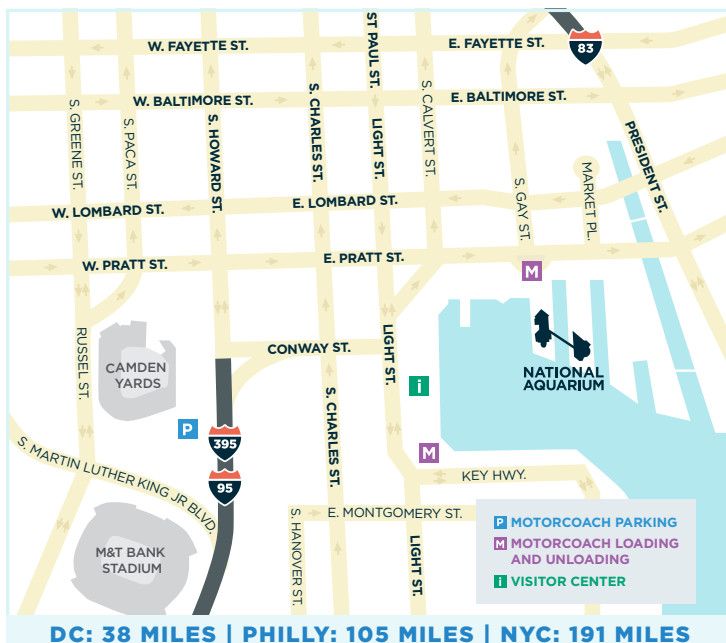 ST PAUL ST.
W. FAYETTE ST.
E. FAYETTE ST.
83
W. BALTIMORE ST.
E. BALTIMORE ST.
S. GREENE ST.
S. PACA ST.
S. HOWARD ST.
S. CHARLES ST.
LIGHT ST.
S. CALVERT ST.
PRESIDENT ST.
W. LOMBARD ST.
E. LOMBARD ST.
S. GAY ST.
MARKET PL.
W. PRATT ST.
E. PRATT ST.
M
RUSSEL ST.
CONWAY ST.
LIGHT ST.
CAMDEN
YARDS
NATIONAL
AQUARIUM
i
P
395
S. CHARLES ST.
M
S. MARTIN LUTHER KING JR BLVD.
95
KEY HWY.
S. HANOVER ST.
E. MONTGOMERY ST.
LIGHT ST.
M&T BANK
STADIUM
P MOTORCOACH PARKING
M MOTORCOACH LOADING
AND UNLOADING
i VISITOR CENTER
DC: 38 MILES | PHILLY: 105 MILES | NYC: 191 MILES